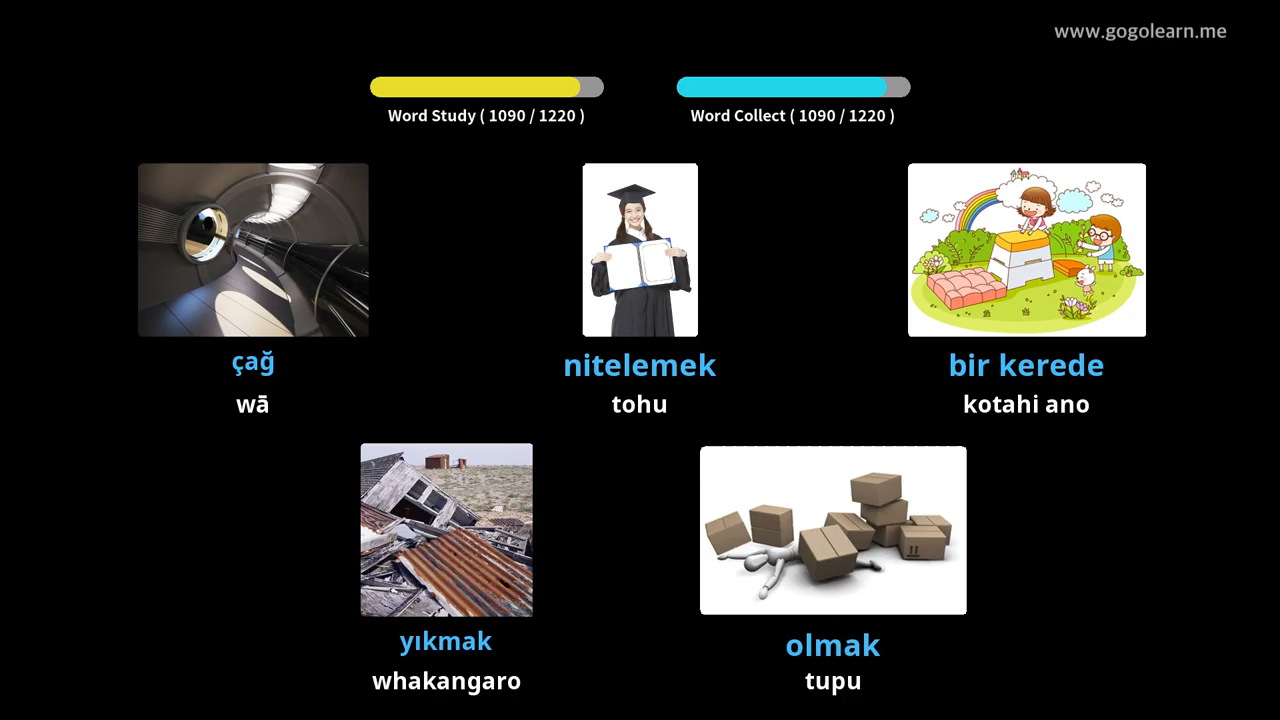 www.gogolearn.me
Word Study ( 1090 / 1220 )
Word Collect ( 1090 / 1220 )
çağ
wā
nitelemek
tohu
bir kerede
kotahi ano
yıkmak
whakangaro
olmak
tupu